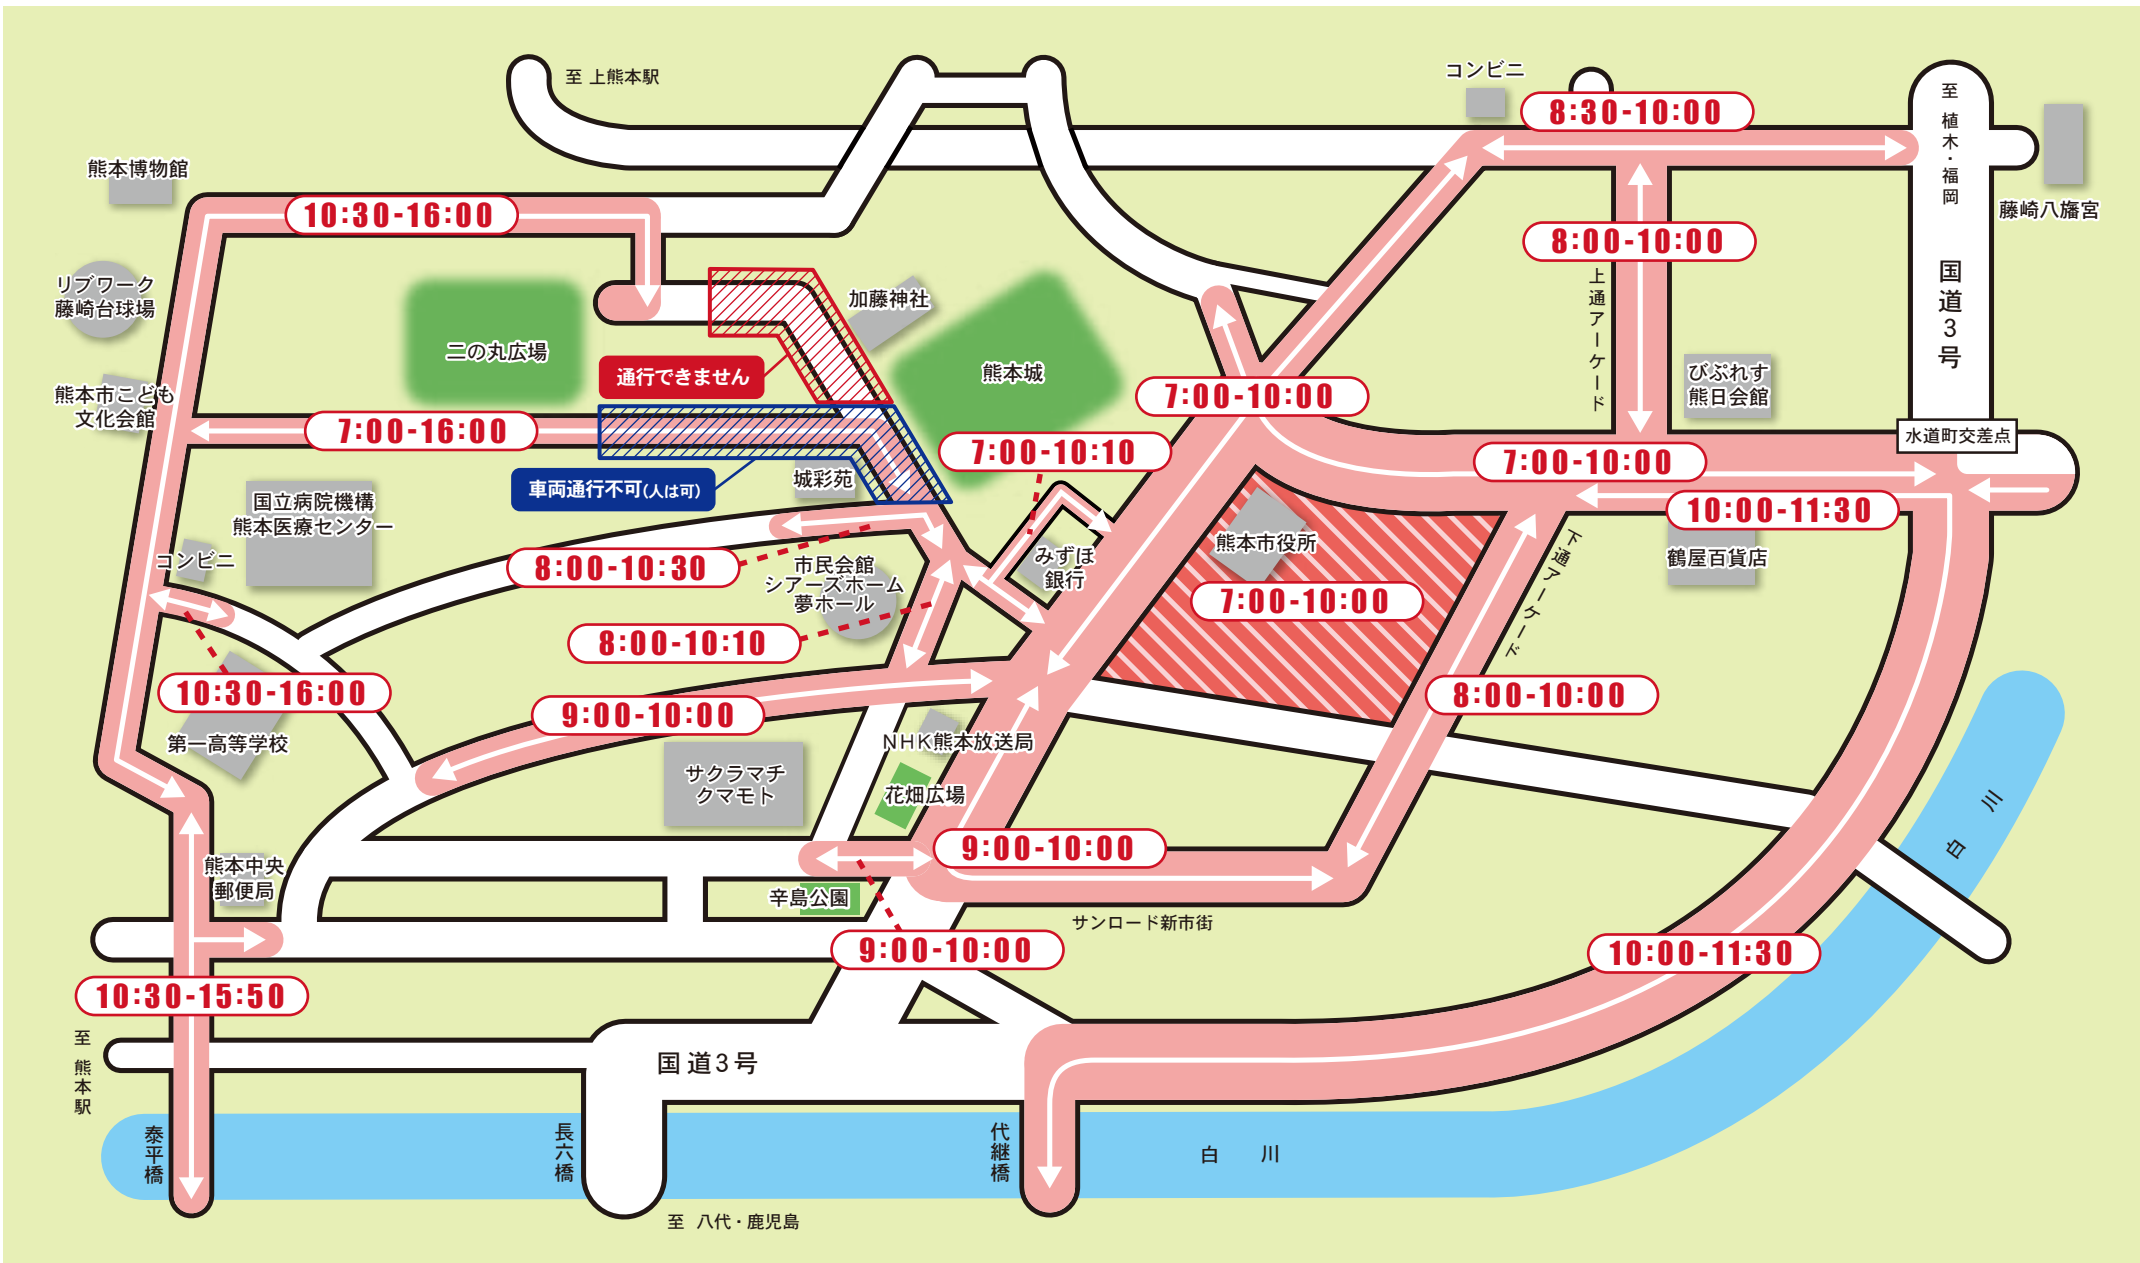 至 上熊本駅
コンビニ
8:30-10:00
至 植木・福岡
熊本博物館
藤崎八旛宮
10:30-16:00
8:00-10:00
上通アーケード
国道3号
リブワーク
藤崎台球場
加藤神社
二の丸広場
通行できません
熊本城
びぷれす
熊日会館
熊本市こども
文化会館
7:00-10:00
7:00-16:00
7:00-10:10
水道町交差点
7:00-10:00
城彩苑
車両通行不可(人は可)
国立病院機構
熊本医療センター
10:00-11:30
熊本市役所
下通アーケード
鶴屋百貨店
コンビニ
8:00-10:30
市民会館
シアーズホーム
夢ホール
みずほ
銀行
7:00-10:00
8:00-10:10
10:30-16:00
8:00-10:00
9:00-10:00
第一高等学校
NHK熊本放送局
サクラマチ
クマモト
花畑広場
白川
9:00-10:00
熊本中央
郵便局
辛島公園
サンロード新市街
9:00-10:00
10:00-11:30
10:30-15:50
至 熊本駅
国道3号
泰平橋
長六橋
代継橋
白川
至 八代・鹿児島